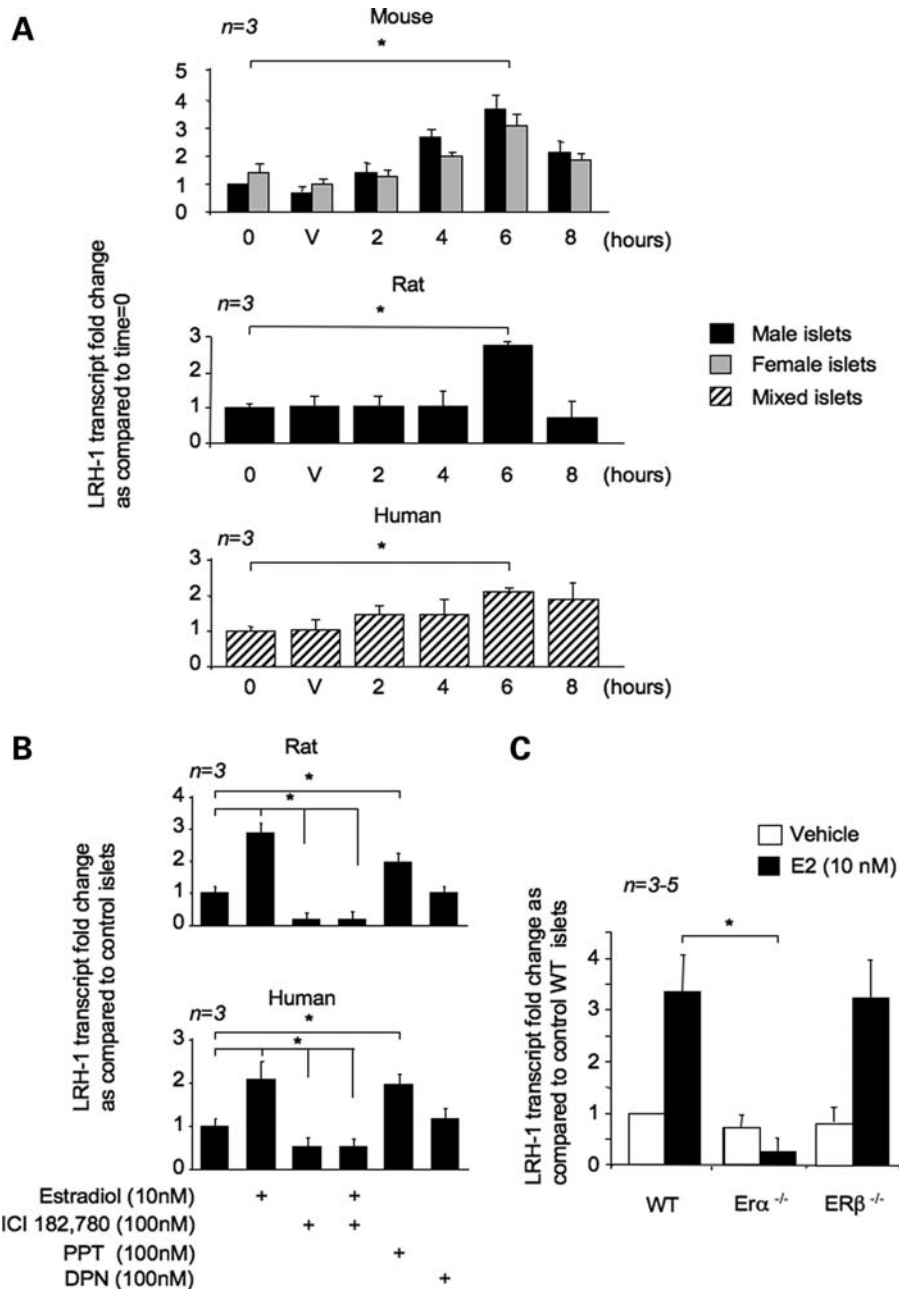 A
Mouse
n=3
*
5
4
3
2
1
0
0 V 2 4 6 8 (hours)
LRH-1 transcript fold change
as compared to time=0
Rat
n=3
*
3
2
1
0
0 V 2 4 6 8 (hours)
Male islets
Female islets
Mixed islets
Human
n=3
*
3
2
1
0
0 V 2 4 6 8 (hours)
B
Rat
n=3
*
*
4
3
2
1
0
LRH-1 transcript fold change
as compared to control islets
Human
n=3
*
*
3
2
1
0
Estradiol (10nM) + +
ICI 182,780 (100nM) + +
PPT (100nM) +
DPN (100nM) +
C
Vehicle
E2 (10 nM)
n=3-5
*
LRH-1 transcript fold change as
compared to control WT islets
4
3
2
1
0
WT Erα -/- ERβ -/-